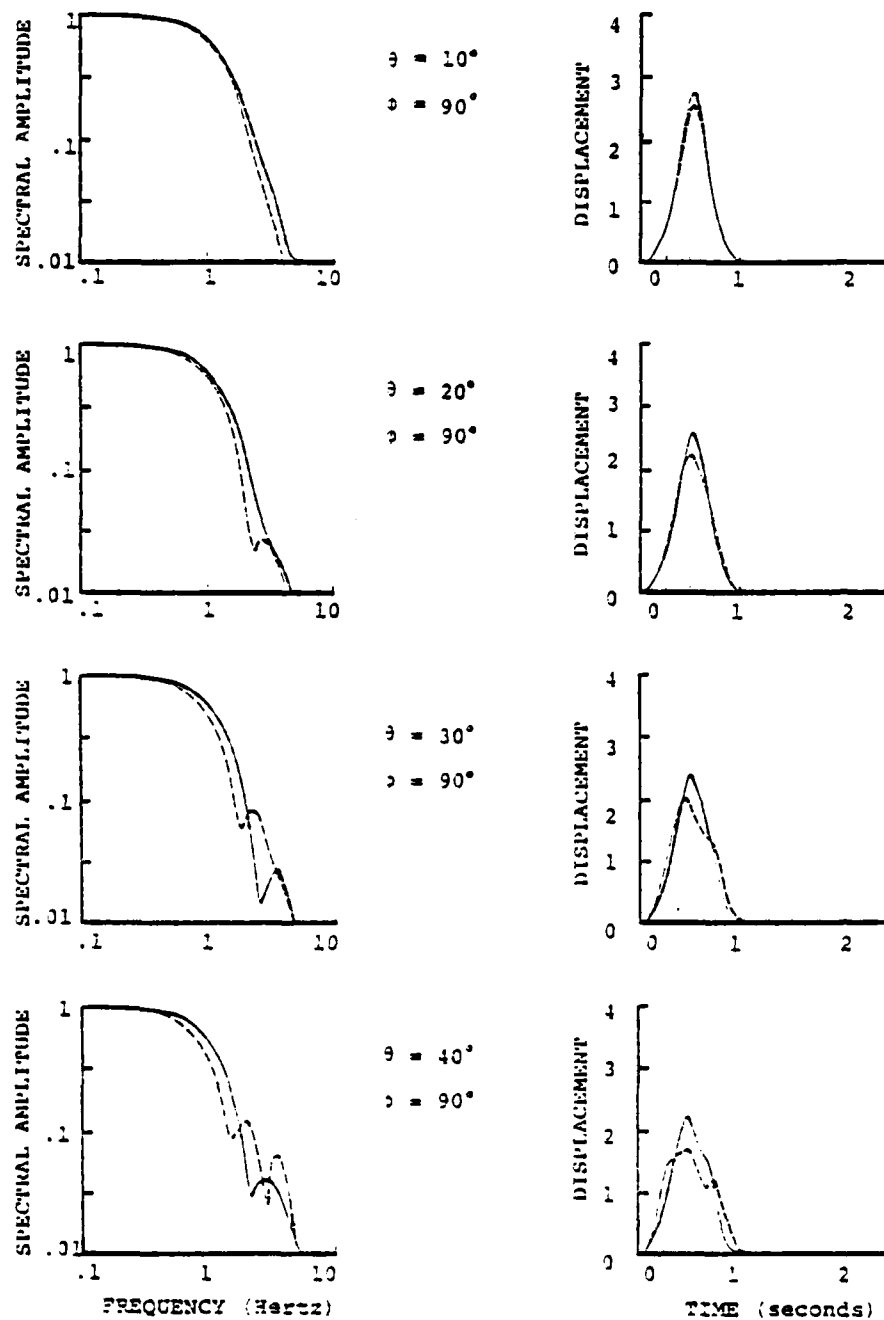 SPECTRAL AMPLITUDE
1
.1
.01
.1 1 10
θ = 10°
Φ = 90°
DISPLACEMENT
4
3
2
1
0
0 1 2
SPECTRAL AMPLITUDE
1
.1
.01
.1 1 10
θ = 20°
Φ = 90°
DISPLACEMENT
4
3
2
1
0
0 1 2
SPECTRAL AMPLITUDE
1
.1
.01
.1 1 10
θ = 30°
Φ = 90°
DISPLACEMENT
4
3
2
1
0
0 1 2
SPECTRAL AMPLITUDE
1
.1
.01
.1 1 10
FREQUENCY (Hertz)
θ = 40°
Φ = 90°
DISPLACEMENT
4
3
2
1
0
0 1 2
TIME (seconds)